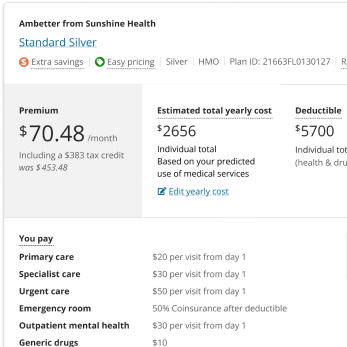 Ambetter from Sunshine Health
Standard Silver
Extra savings Easy pricing Silver HMO Plan ID: 21663FL0130127
Premium
$70.48 /month
Including a $383 tax credit
was $453.48
Estimated total yearly cost
$2656
Individual total
Based on your predicted
use of medical services
Edit yearly cost
Deductible
$5700
Individual tot
(health & dru
You pay
Primary care $20 per visit from day 1
Specialist care $30 per visit from day 1
Urgent care $50 per visit from day 1
Emergency room 50% Coinsurance after deductible
Outpatient mental health $30 per visit from day 1
Generic drugs $10